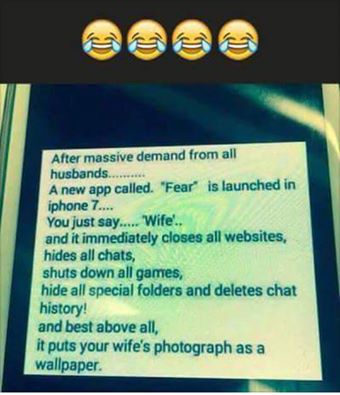 After massive demand from all
husbands..........
A new app called. "Fear" is launched in
iphone 7....
You just say..... 'Wife'..
and it immediately closes all websites,
hides all chats,
shuts down all games,
hide all special folders and deletes chat
history!
and best above all,
it puts your wife's photograph as a
wallpaper.